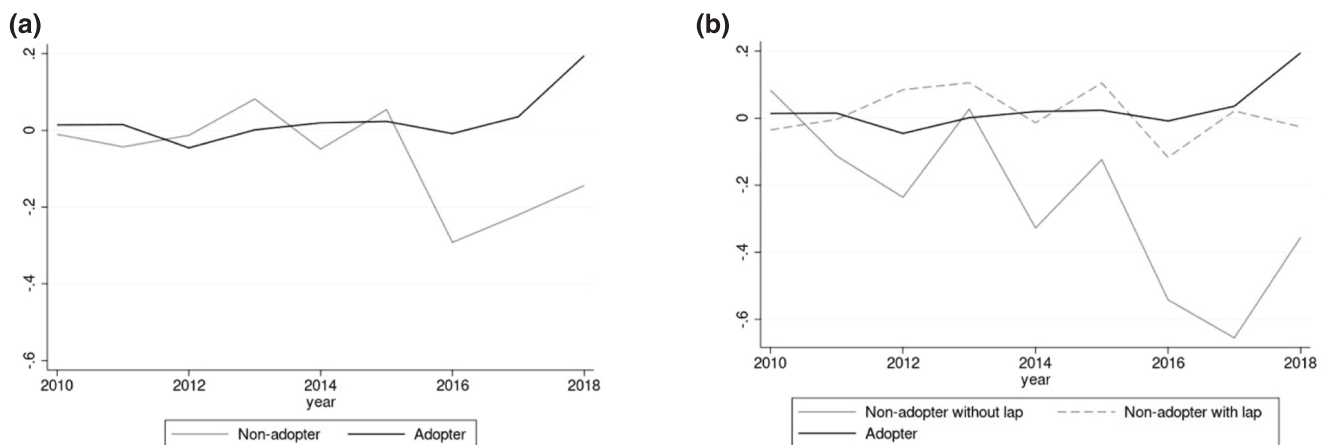 (a)
.2
0
-.2
-.4
-.6
2010 2012 2014 2016 2018
year
Non-adopter Adopter
(b)
.2
0
-.2
-.4
-.6
2010 2012 2014 2016 2018
year
Non-adopter without lap Non-adopter with lap
Adopter